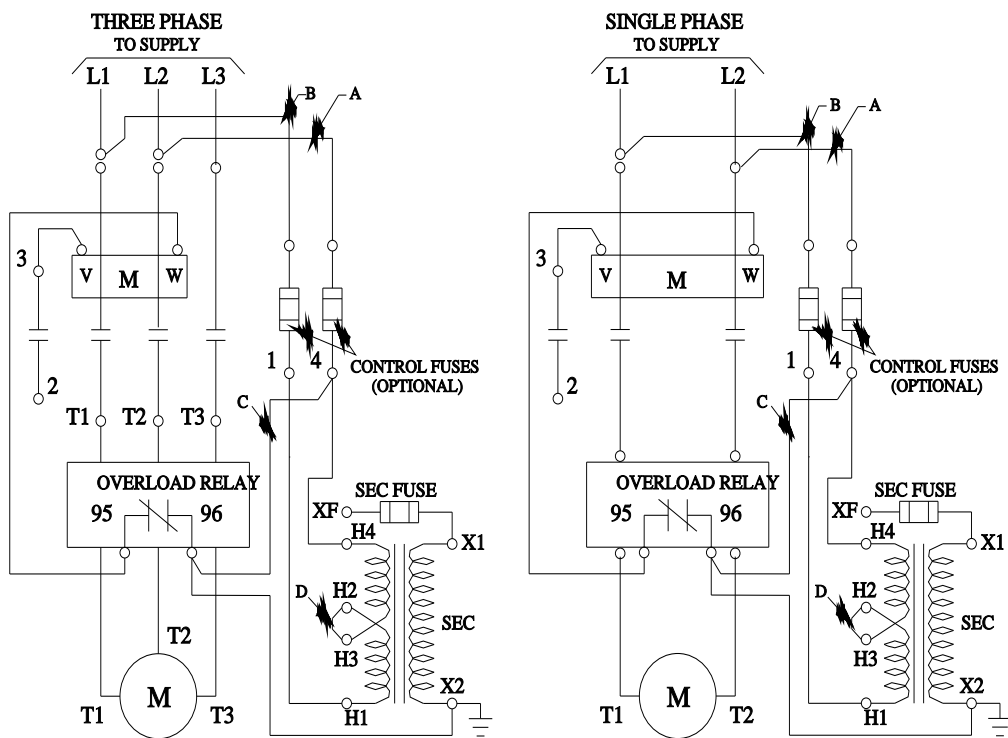 THREE PHASE
TO SUPPLY
L1 L2 L3
B
A
3
V M W
1 4
CONTROL FUSES
(OPTIONAL)
2
C
T1 T2 T3
OVERLOAD RELAY
95 96
SEC FUSE
XF
H4
X1
D
H2
H3
SEC
T2
X2
M
T1 T3
H1
SINGLE PHASE
TO SUPPLY
L1 L2
B
A
3
V M W
1 4
CONTROL FUSES
(OPTIONAL)
2
C
OVERLOAD RELAY
95 96
SEC FUSE
XF
H4
X1
D
H2
H3
SEC
X2
M
T1 T2
H1